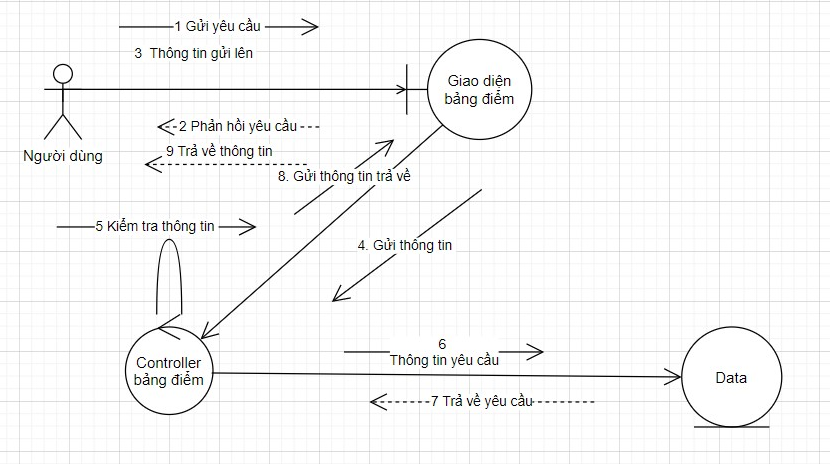 1 Gửi yêu cầu
3 Thông tin gửi lên
Giao diện
bảng điểm
2 Phản hồi yêu cầu
Người dùng
9 Trả về thông tin
8. Gửi thông tin trả về
5 Kiểm tra thông tin
4. Gửi thông tin
6
Thông tin yêu cầu
Controller
bảng điểm
Data
7 Trả về yêu cầu